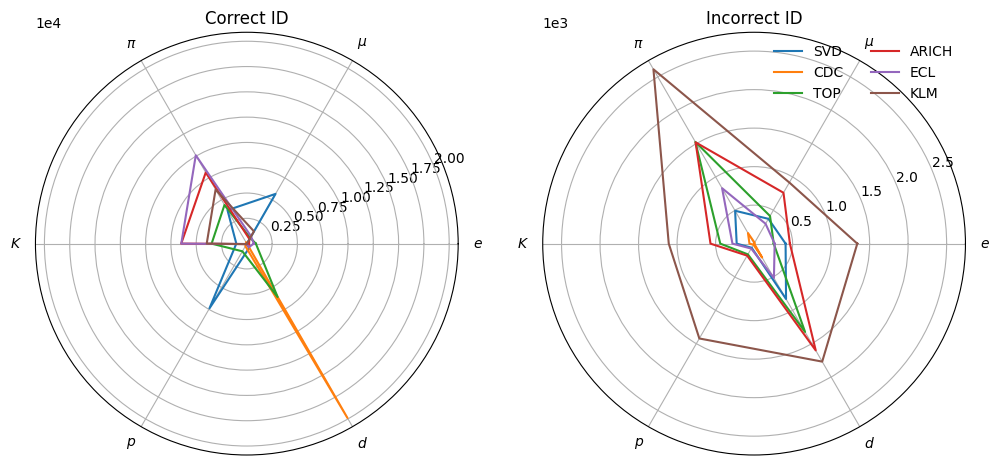 Correct ID
1e4
e
μ
π
K
p
d
0.25
0.50
0.75
1.00
1.25
1.50
1.75
2.00
Incorrect ID
1e3
e
μ
π
K
p
d
0.5
1.0
1.5
2.0
2.5
SVD
CDC
TOP
ARICH
ECL
KLM